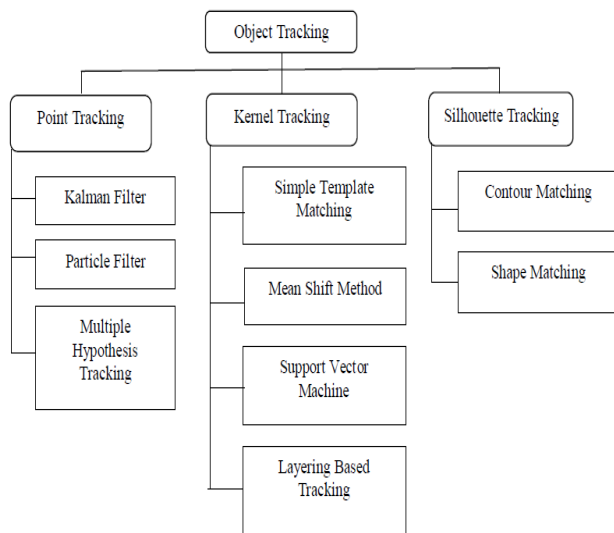 Object Tracking
Point Tracking
Kalman Filter
Particle Filter
Multiple
Hypothesis
Tracking
Kernel Tracking
Simple Template
Matching
Mean Shift Method
Support Vector
Machine
Layering Based
Tracking
Silhouette Tracking
Contour Matching
Shape Matching